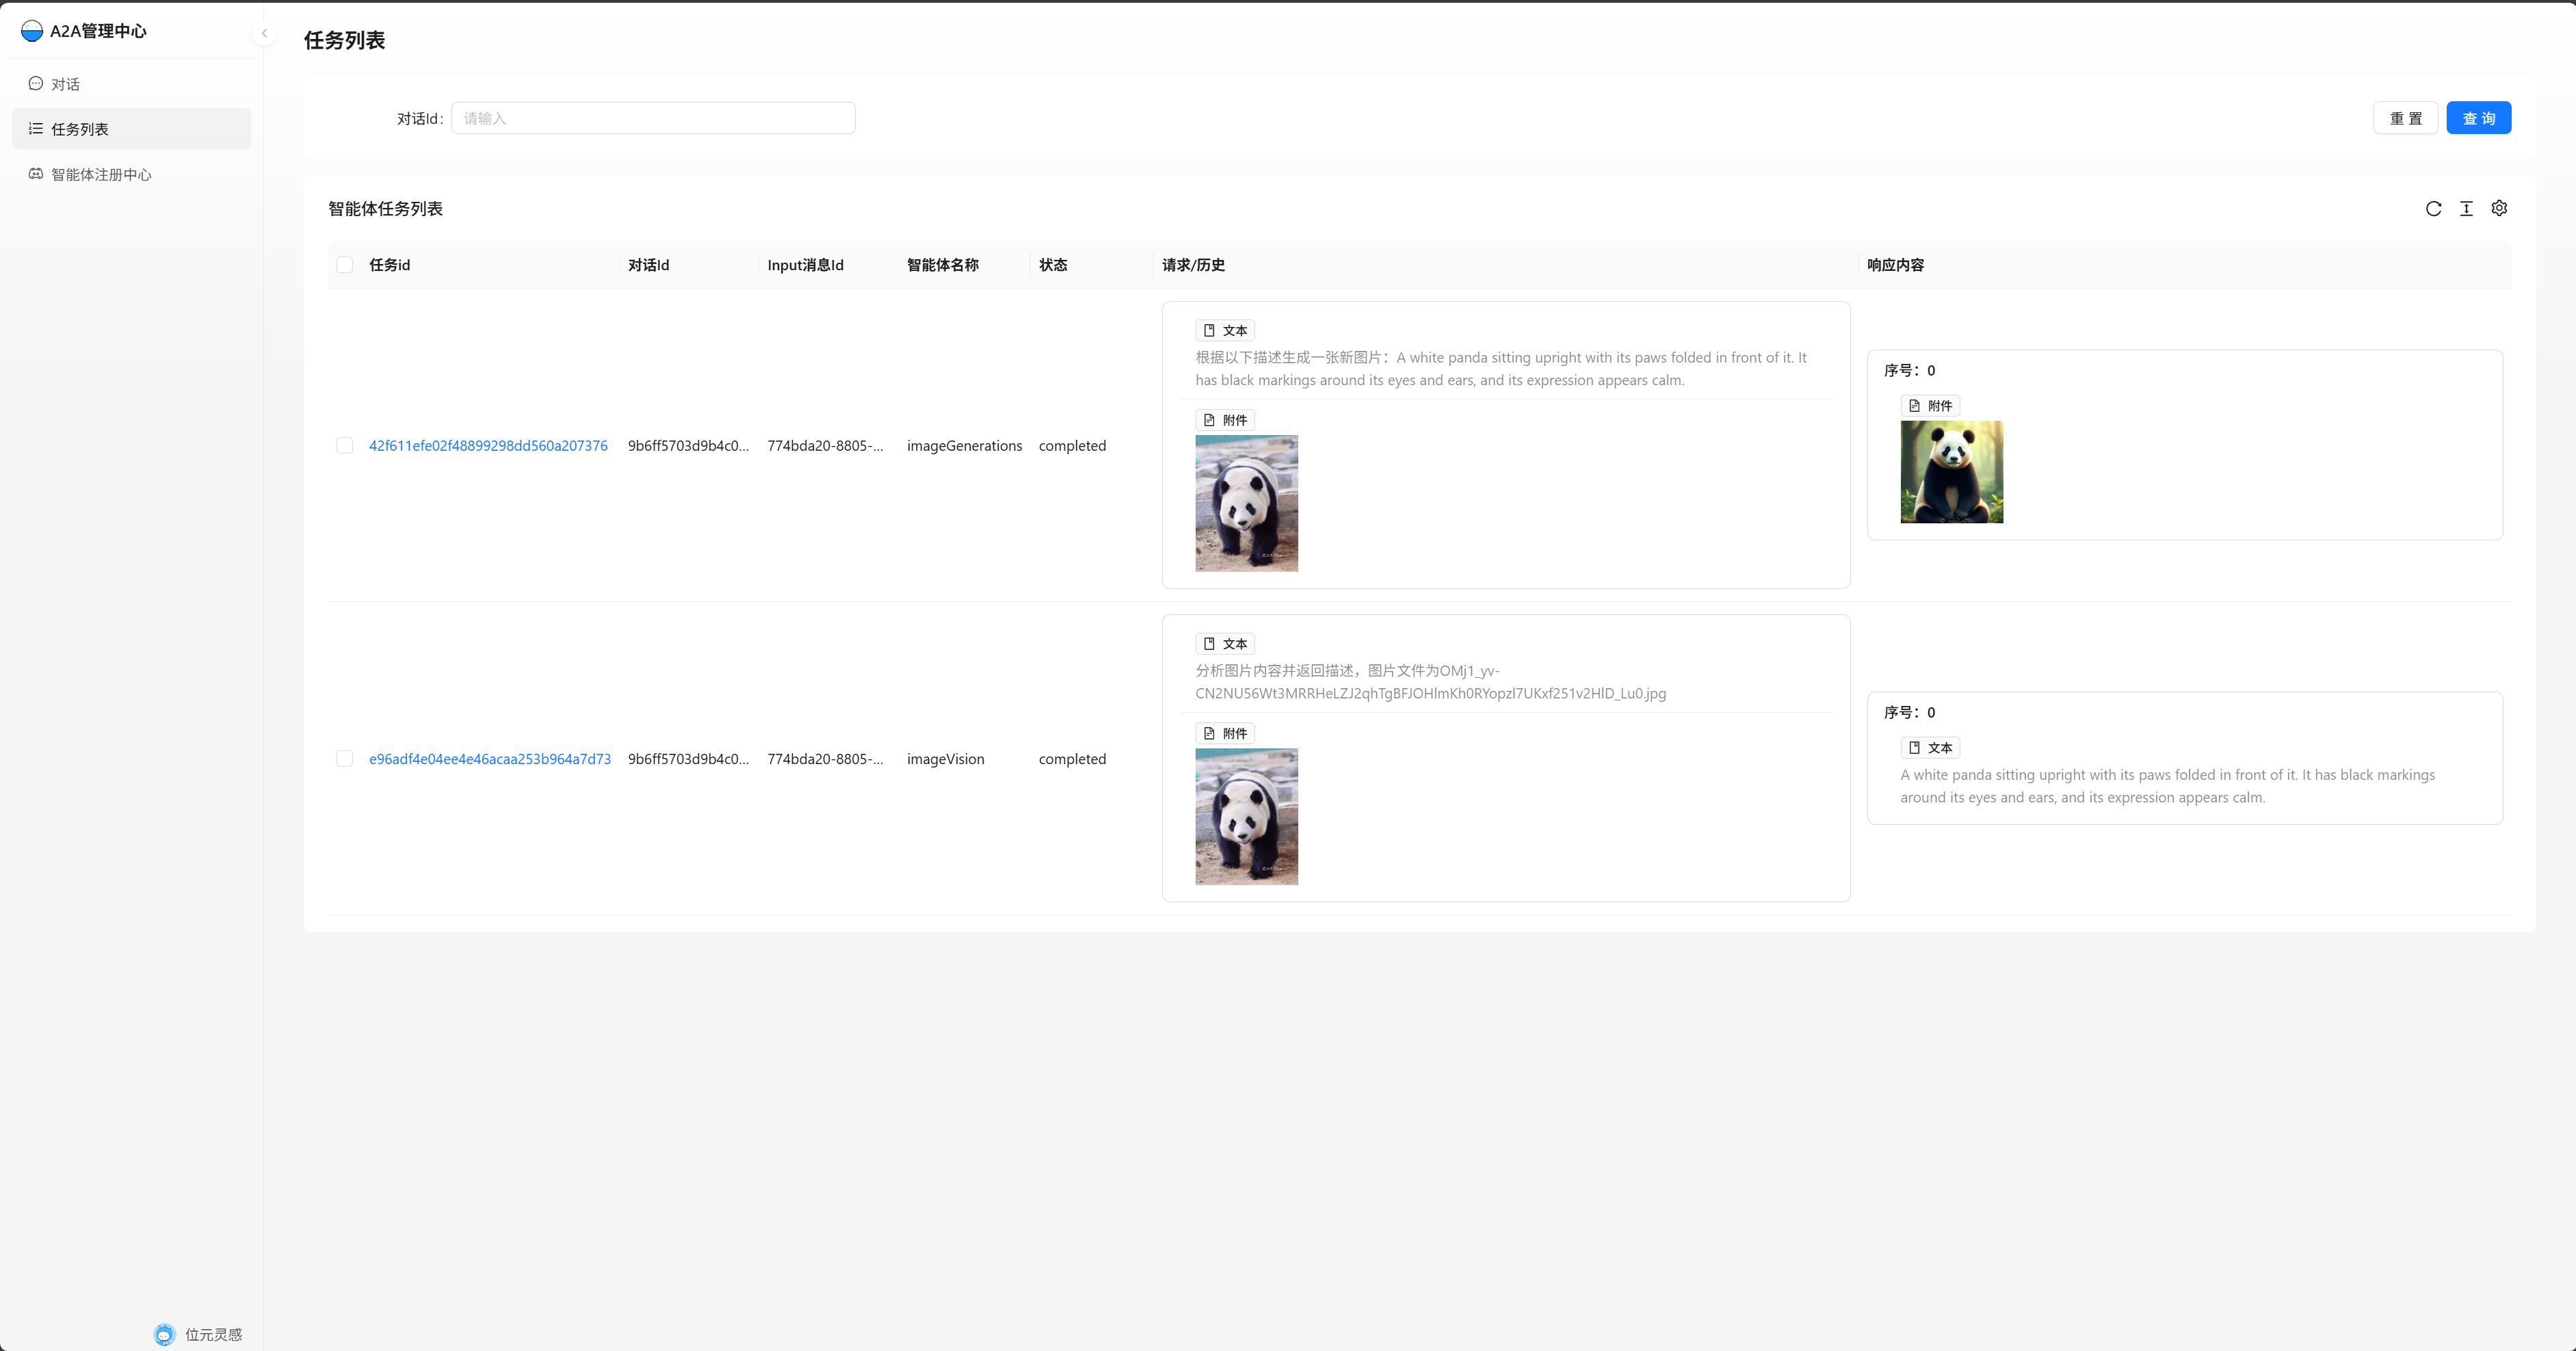 A2A管理中心
对话
任务列表
智能体注册中心
位元灵感
任务列表
对话Id :
请输入
重 置
查 询
智能体任务列表
任务id
对话Id
Input消息Id
智能体名称
状态
请求/历史
响应内容
42f611efe02f48899298dd560a207376
9b6ff5703d9b4c0...
774bda20-8805-...
imageGenerations
completed
文本
根据以下描述生成一张新图片：A white panda sitting upright with its paws folded in front of it. It
has black markings around its eyes and ears, and its expression appears calm.
附件
序号：0
附件
e96adf4e04ee4e46acaa253b964a7d73
9b6ff5703d9b4c0...
774bda20-8805-...
imageVision
completed
文本
分析图片内容并返回描述，图片文件为OMj1_yv-
CN2NU56Wt3MRRHeLZJ2qhTgBFJOHlmKh0RYopzl7UKxf251v2HlD_Lu0.jpg
附件
序号：0
文本
A white panda sitting upright with its paws folded in front of it. It has black markings
around its eyes and ears, and its expression appears calm.